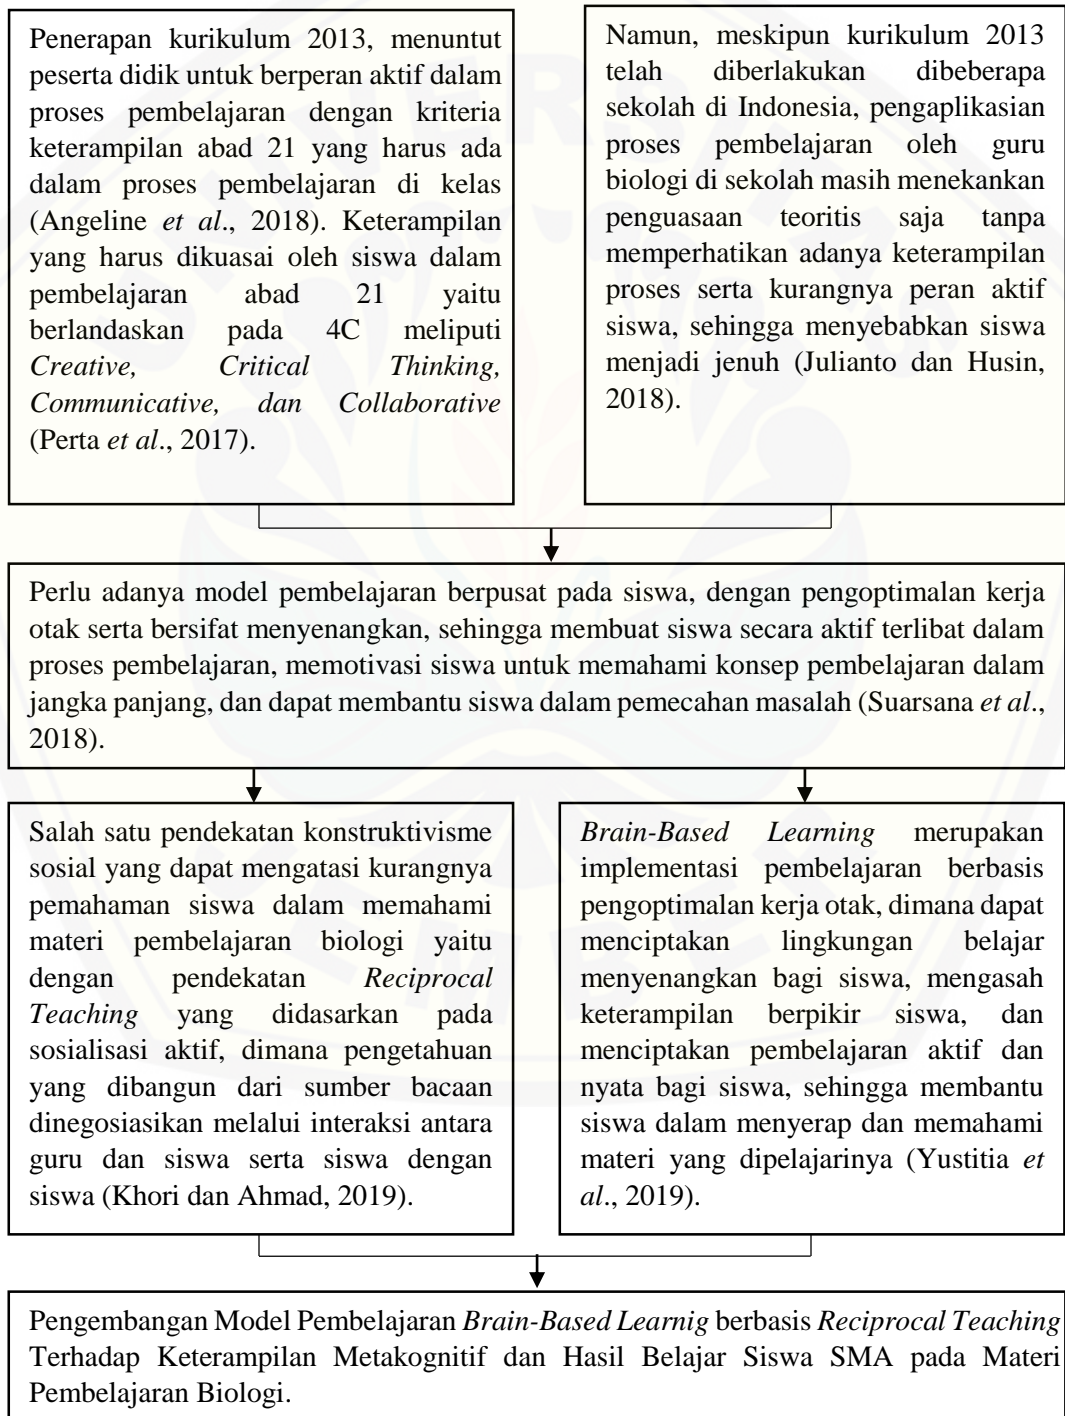 Penerapan kurikulum 2013, menuntut
peserta didik untuk berperan aktif dalam
proses pembelajaran dengan kriteria
keterampilan abad 21 yang harus ada
dalam proses pembelajaran di kelas
(Angeline et al., 2018). Keterampilan
yang harus dikuasai oleh siswa dalam
pembelajaran abad 21 yaitu
berlandaskan pada 4C meliputi
Creative, Critical Thinking,
Communicative, dan Collaborative
(Perta et al., 2017).
Namun, meskipun kurikulum 2013
telah diberlakukan dibeberapa
sekolah di Indonesia, pengaplikasian
proses pembelajaran oleh guru
biologi di sekolah masih menekankan
penguasaan teoritis saja tanpa
memperhatikan adanya keterampilan
proses serta kurangnya peran aktif
siswa, sehingga menyebabkan siswa
menjadi jenuh (Julianto dan Husin,
2018).
Perlu adanya model pembelajaran berpusat pada siswa, dengan pengoptimalan kerja
otak serta bersifat menyenangkan, sehingga membuat siswa secara aktif terlibat dalam
proses pembelajaran, memotivasi siswa untuk memahami konsep pembelajaran dalam
jangka panjang, dan dapat membantu siswa dalam pemecahan masalah (Suarsana et al.,
2018).
Salah satu pendekatan konstruktivisme
sosial yang dapat mengatasi kurangnya
pemahaman siswa dalam memahami
materi pembelajaran biologi yaitu
dengan pendekatan Reciprocal
Teaching yang didasarkan pada
sosialisasi aktif, dimana pengetahuan
yang dibangun dari sumber bacaan
dinegosiasikan melalui interaksi antara
guru dan siswa serta siswa dengan
siswa (Khori dan Ahmad, 2019).
Brain-Based Learning merupakan
implementasi pembelajaran berbasis
pengoptimalan kerja otak, dimana dapat
menciptakan lingkungan belajar
menyenangkan bagi siswa, mengasah
keterampilan berpikir siswa, dan
menciptakan pembelajaran aktif dan
nyata bagi siswa, sehingga membantu
siswa dalam menyerap dan memahami
materi yang dipelajarinya (Yustitia et
al., 2019).
Pengembangan Model Pembelajaran Brain-Based Learnig berbasis Reciprocal Teaching
Terhadap Keterampilan Metakognitif dan Hasil Belajar Siswa SMA pada Materi
Pembelajaran Biologi.
UNIVERSITAS
JEMBER